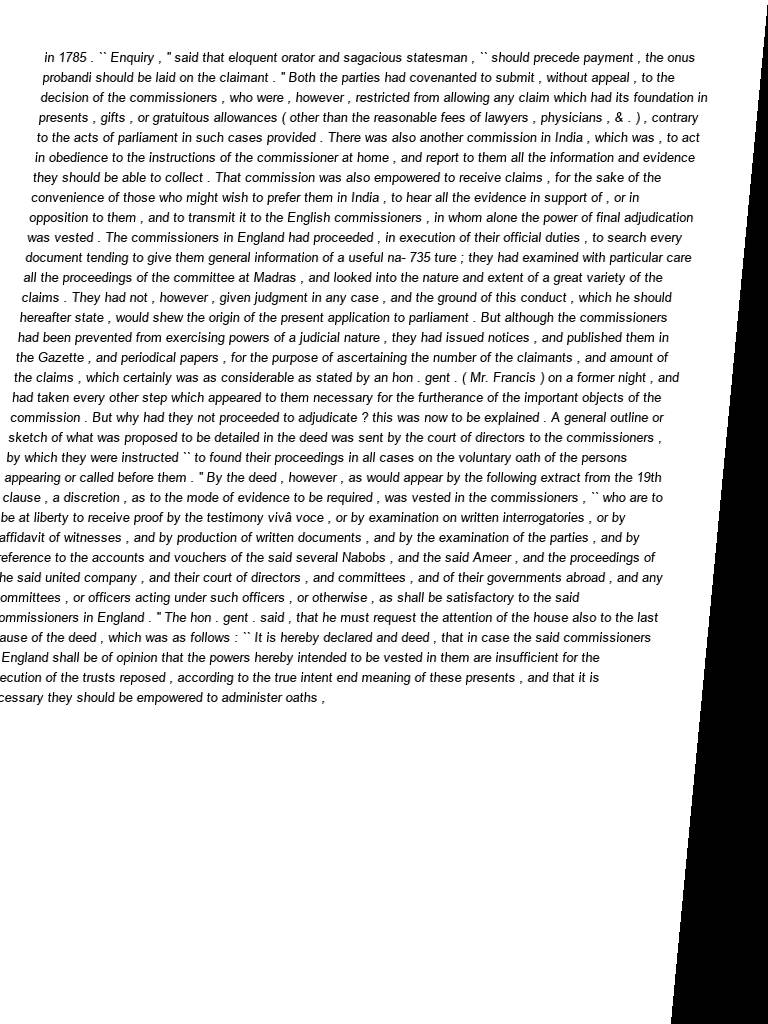 in 1785 . `` Enquiry , " said that eloquent orator and sagacious statesman , `` should precede payment , the onus
probandi should be laid on the claimant . " Both the parties had covenanted to submit , without appeal , to the
decision of the commissioners , who were , however , restricted from allowing any claim which had its foundation in
presents , gifts , or gratuitous allowances ( other than the reasonable fees of lawyers , physicians , & . ) , contrary
to the acts of parliament in such cases provided . There was also another commission in India , which was , to act
in obedience to the instructions of the commissioner at home , and report to them all the information and evidence
they should be able to collect . That commission was also empowered to receive claims , for the sake of the
convenience of those who might wish to prefer them in India , to hear all the evidence in support of , or in
opposition to them , and to transmit it to the English commissioners , in whom alone the power of final adjudication
was vested . The commissioners in England had proceeded , in execution of their official duties , to search every
document tending to give them general information of a useful na- 735 ture ; they had examined with particular care
all the proceedings of the committee at Madras , and looked into the nature and extent of a great variety of the
claims . They had not , however , given judgment in any case , and the ground of this conduct , which he should
hereafter state , would shew the origin of the present application to parliament . But although the commissioners
had been prevented from exercising powers of a judicial nature , they had issued notices , and published them in
the Gazette , and periodical papers , for the purpose of ascertaining the number of the claimants , and amount of
the claims , which certainly was as considerable as stated by an hon . gent . ( Mr. Francis ) on a former night , and
had taken every other step which appeared to them necessary for the furtherance of the important objects of the
commission . But why had they not proceeded to adjudicate ? this was now to be explained . A general outline or
sketch of what was proposed to be detailed in the deed was sent by the court of directors to the commissioners ,
by which they were instructed `` to found their proceedings in all cases on the voluntary oath of the persons
appearing or called before them . " By the deed , however , as would appear by the following extract from the 19th
clause , a discretion , as to the mode of evidence to be required , was vested in the commissioners , `` who are to
be at liberty to receive proof by the testimony vivâ voce , or by examination on written interrogatories , or by
affidavit of witnesses , and by production of written documents , and by the examination of the parties , and by
reference to the accounts and vouchers of the said several Nabobs , and the said Ameer , and the proceedings of
he said united company , and their court of directors , and committees , and of their governments abroad , and any
ommittees , or officers acting under such officers , or otherwise , as shall be satisfactory to the said
ommissioners in England . " The hon . gent . said , that he must request the attention of the house also to the last
ause of the deed , which was as follows : `` It is hereby declared and deed , that in case the said commissioners
England shall be of opinion that the powers hereby intended to be vested in them are insufficient for the
ecution of the trusts reposed , according to the true intent end meaning of these presents , and that it is
cessary they should be empowered to administer oaths ,